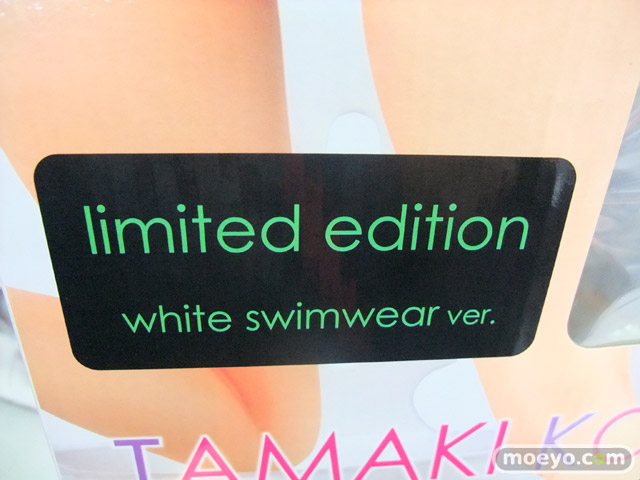 limited edition
white swimwear ver.
TAMAKI KO
moeyo.com